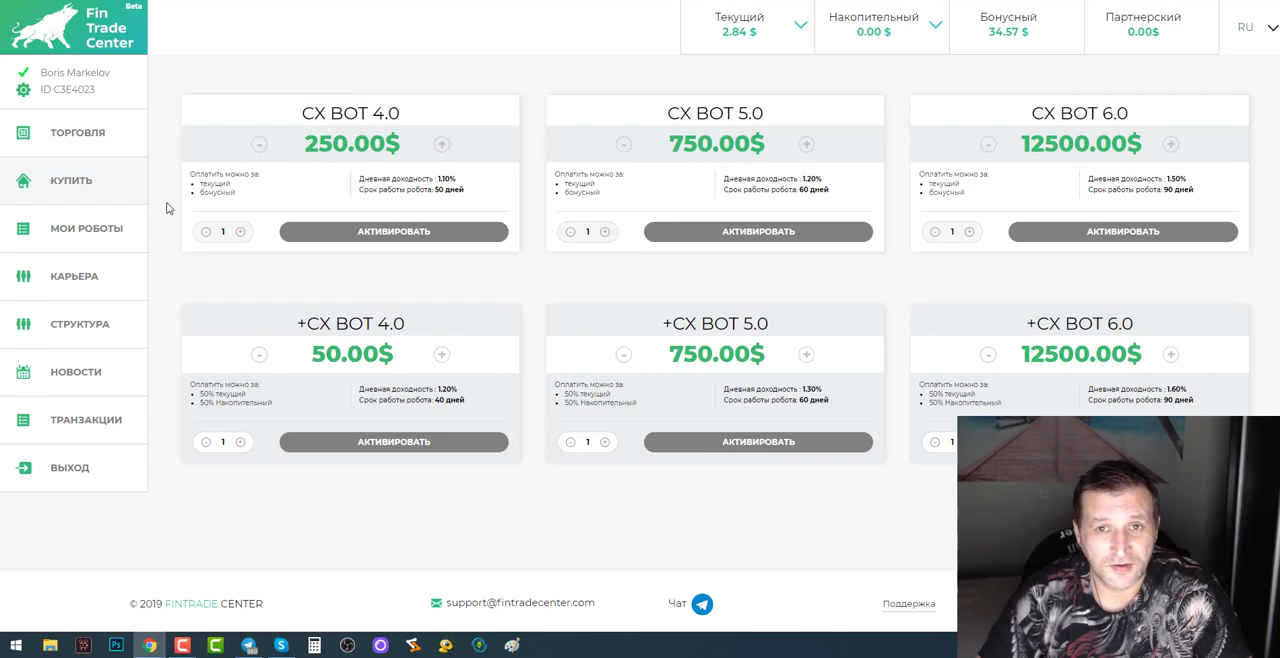 Fin
Trade
Center
Beta
Текущий
2.84 $
Накопительный
0.00 $
Бонусный
34.57 $
Партнерский
0.00$
RU
Boris Markelov
ID C3E4023
ТОРГОВЛЯ
КУПИТЬ
МОИ РОБОТЫ
КАРЬЕРА
СТРУКТУРА
НОВОСТИ
ТРАНЗАКЦИИ
ВЫХОД
CX BOT 4.0
- 250.00$ +
Оплатить можно за:
текущий
бонусный
Дневная доходность : 1.10%
Срок работы робота: 50 дней
1
АКТИВИРОВАТЬ
CX BOT 5.0
- 750.00$ +
Оплатить можно за:
текущий
бонусный
Дневная доходность : 1.20%
Срок работы робота: 60 дней
1
АКТИВИРОВАТЬ
CX BOT 6.0
- 12500.00$ +
Оплатить можно за:
текущий
бонусный
Дневная доходность : 1.50%
Срок работы робота: 90 дней
1
АКТИВИРОВАТЬ
+CX BOT 4.0
- 50.00$ +
Оплатить можно за:
50% текущий
50% Накопительный
Дневная доходность : 1.20%
Срок работы робота: 40 дней
1
АКТИВИРОВАТЬ
+CX BOT 5.0
- 750.00$ +
Оплатить можно за:
50% текущий
50% Накопительный
Дневная доходность : 1.30%
Срок работы робота: 60 дней
1
АКТИВИРОВАТЬ
+CX BOT 6.0
- 12500.00$ +
Оплатить можно за:
50% текущий
50% Накопительный
Дневная доходность : 1.60%
Срок работы робота: 90 дней
1
© 2019 FINTRADE CENTER
support@fintradecenter.com
Чат
Поддержка
Ps